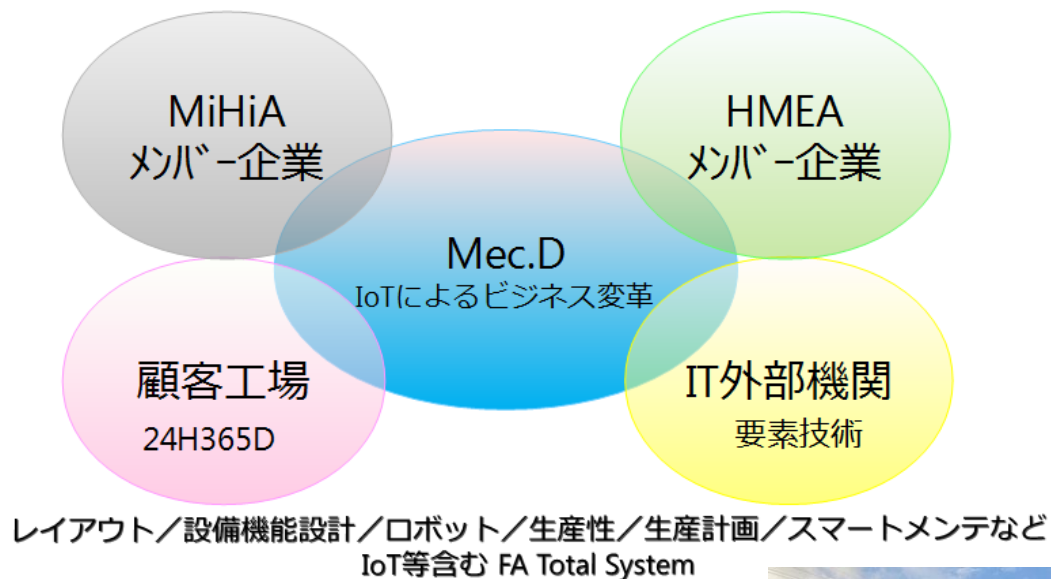 MiHiA
メンバー企業
HMEA
メンバー企業
Mec.D
IoTによるビジネス変革
顧客工場
24H365D
IT外部機関
要素技術
レイアウト／設備機能設計／ロボット／生産性／生産計画／スマートメンテなど
IoT等含む FA Total System